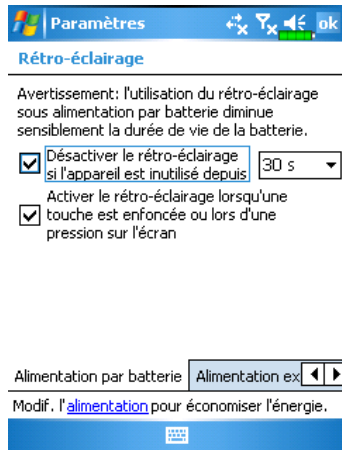 Paramètres ok
Rétro-éclairage
Avertissement: l'utilisation du rétro-éclairage
sous alimentation par batterie diminue
sensiblement la durée de vie de la batterie.
Désactiver le rétro-éclairage
si l'appareil est inutilisé depuis 30 s
Activer le rétro-éclairage lorsqu'une
touche est enfoncée ou lors d'une
pression sur l'écran
Alimentation par batterie Alimentation ex
Modif. l'alimentation pour économiser l'énergie.